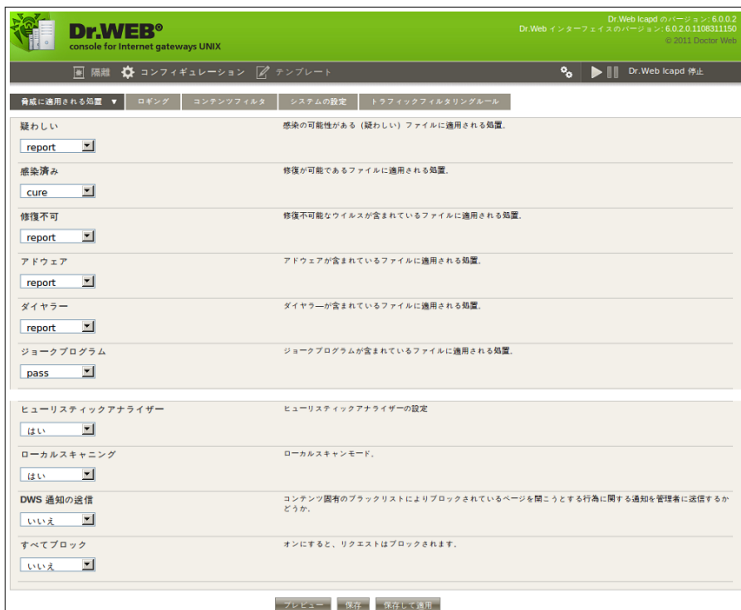 Dr.WEB®
console for Internet gateways UNIX
Dr.Web Icapd のバージョン: 6.0.0.2
Dr.Web インターフェイスのバージョン: 6.0.2.0.1108311150
© 2011 Doctor Web
隔離 コンフィギュレーション テンプレート
Dr.Web Icapd 停止
脅威に適用される処置 ▼ ロギング コンテンツフィルタ システムの設定 トラフィックフィルタリングルール
疑わしい 感染の可能性がある（疑わしい）ファイルに適用される処置。
report
感染済み 修復が可能であるファイルに適用される処置。
cure
修復不可 修復不可能なウイルスが含まれているファイルに適用される処置。
report
アドウェア アドウェアが含まれているファイルに適用される処置。
report
ダイヤラー ダイヤラーが含まれているファイルに適用される処置。
report
ジョークプログラム ジョークプログラムが含まれているファイルに適用される処置。
pass
ヒューリスティックアナライザー ヒューリスティックアナライザーの設定
はい
ローカルスキャニング ローカルスキャンモード。
はい
DWS 通知の送信 コンテンツ固有のブラックリストによりブロックされているページを開こうとする行為に関する通知を管理者に送信するか
どうか。
いいえ
すべてブロック オンにすると、リクエストはブロックされます。
いいえ
プレビュー 保存 保存して適用